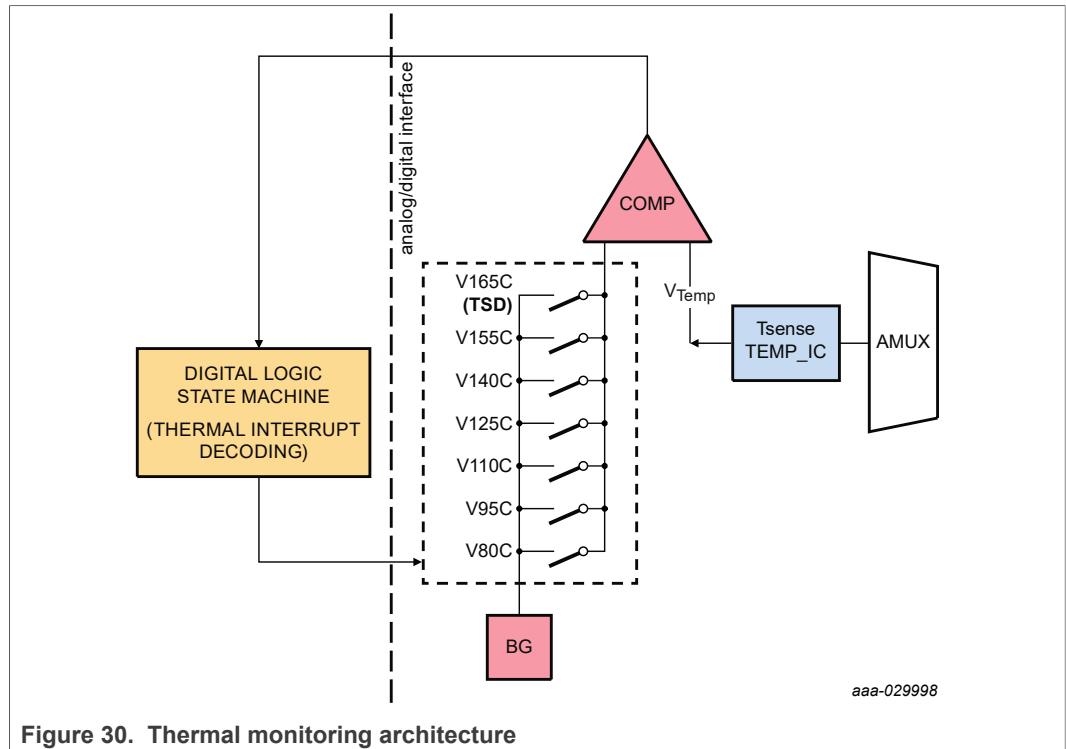 analog/digital interface
COMP
V165C
(TSD)
V155C
V140C
V125C
V110C
V95C
V80C
VTemp
Tsense
TEMP_IC
AMUX
DIGITAL LOGIC
STATE MACHINE
(THERMAL INTERRUPT
DECODING)
BG
aaa-029998
Figure 30. Thermal monitoring architecture